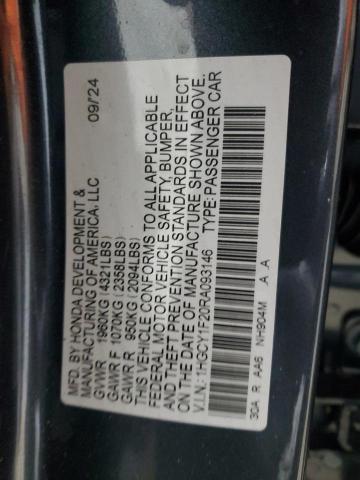 MFD. BY HONDA DEVELOPMENT & 09/24
MANUFACTURING OF AMERICA, LLC
GVWR 1960KG (4321LBS)
GAWR F 1070KG (2358LBS)
GAWR R 950KG (2094LBS)
THIS VEHICLE CONFORMS TO ALL APPLICABLE
FEDERAL MOTOR VEHICLE SAFETY, BUMPER,
AND THEFT PREVENTION STANDARDS IN EFFECT
ON THE DATE OF MANUFACTURE SHOWN ABOVE.
V.I.N.: 1HGCY1F20RA093146 TYPE: PASSENGER CAR
30A R AA6 NH904M A .A